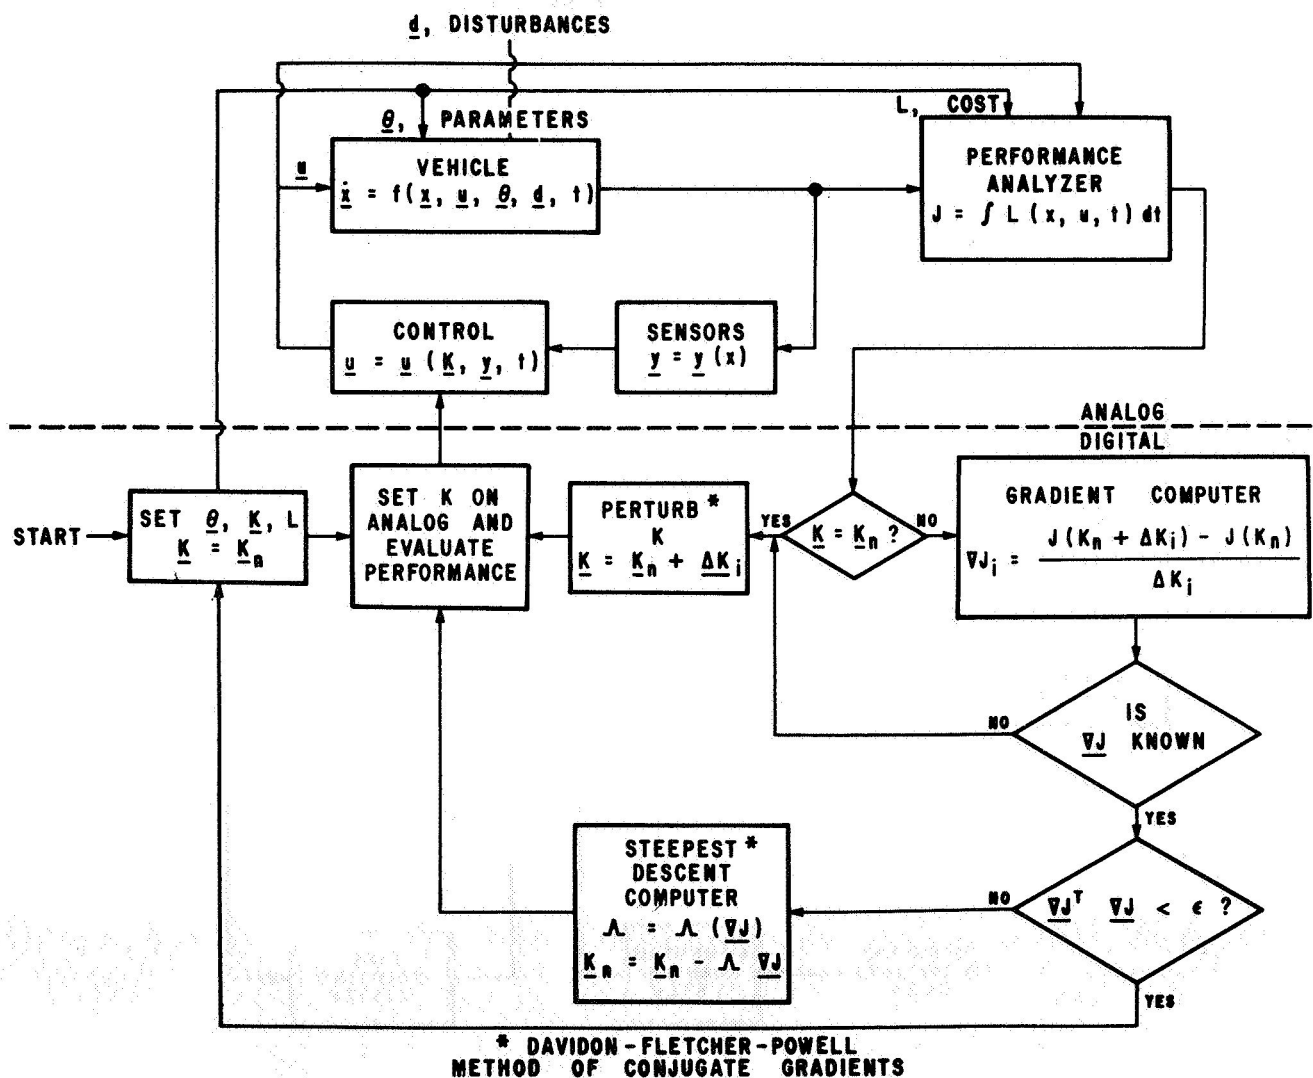 d, DISTURBANCES
θ, PARAMETERS
L, COST
u
VEHICLE
ẋ = f(x, u, θ, d, t)
PERFORMANCE
ANALYZER
J = ∫ L (x, u, t) dt
CONTROL
u = u (K, y, t)
SENSORS
y = y (x)
ANALOG
DIGITAL
START
SET θ, K, L
K = Kn
SET K ON
ANALOG AND
EVALUATE
PERFORMANCE
PERTURB *
K
K = Kn + ΔKi
YES
K = Kn ?
NO
GRADIENT COMPUTER
∇Ji = J(Kn + ΔKi) - J(Kn)
ΔKi
NO
IS
∇J KNOWN
YES
STEEPEST *
DESCENT
COMPUTER
Λ = Λ (∇J)
Kn = Kn - Λ ∇J
NO
∇Jᵀ ∇J < ϵ ?
YES
* DAVIDON-FLETCHER-POWELL
METHOD OF CONJUGATE GRADIENTS